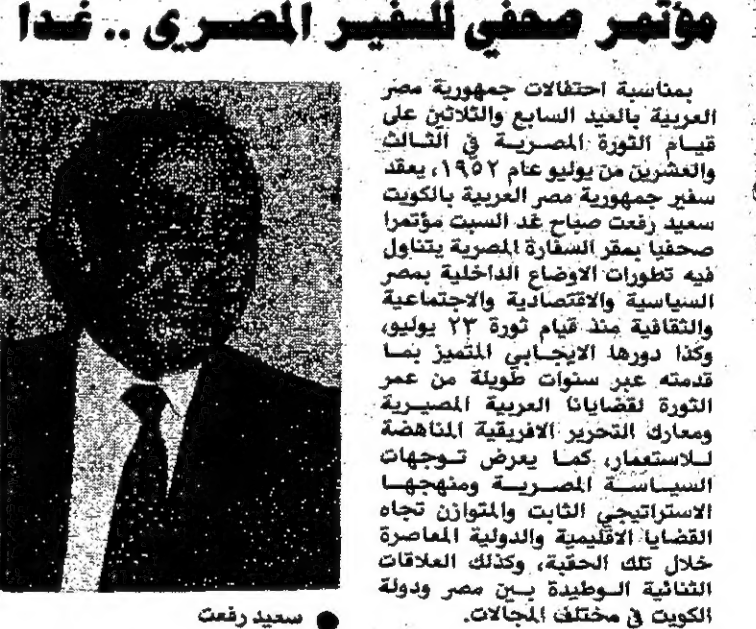 مؤتمر صحفي للسفير المصرى .. غدا
بمناسبة احتفالات جمهورية مصر
العربية بالعيد السابع والثلاثين على
قيام الثورة المصرية في الثالث
والعشرين من يوليو عام ١٩٥٢، يعقد
سفير جمهورية مصر العربية بالكويت
سعيد رفعت صباح غد السبت مؤتمرا
صحفيا بمقر السفارة المصرية يتناول
فيه تطورات الاوضاع الداخلية بمصر
السياسية والاقتصادية والاجتماعية
والثقافية منذ قيام ثورة ٢٣ يوليو،
وكذا دورها الايجابي المتميز بما
قدمته عبر سنوات طويلة من عمر
الثورة لقضايانا العربية المصيرية
ومعارك التحرير الافريقية المناهضة
للاستعمار، كما يعرض توجهات
السياسة المصرية ومنهجها
الاستراتيجي الثابت والمتوازن تجاه
القضايا الاقليمية والدولية المعاصرة
خلال تلك الحقبة، وكذلك العلاقات
الثنائية الوطيدة بين مصر ودولة
الكويت في مختلف المجالات.
● سعيد رفعت